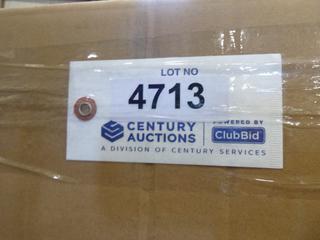 LOT NO
4713
CENTURY AUCTIONS
POWERED BY
ClubBid
A DIVISION OF CENTURY SERVICES